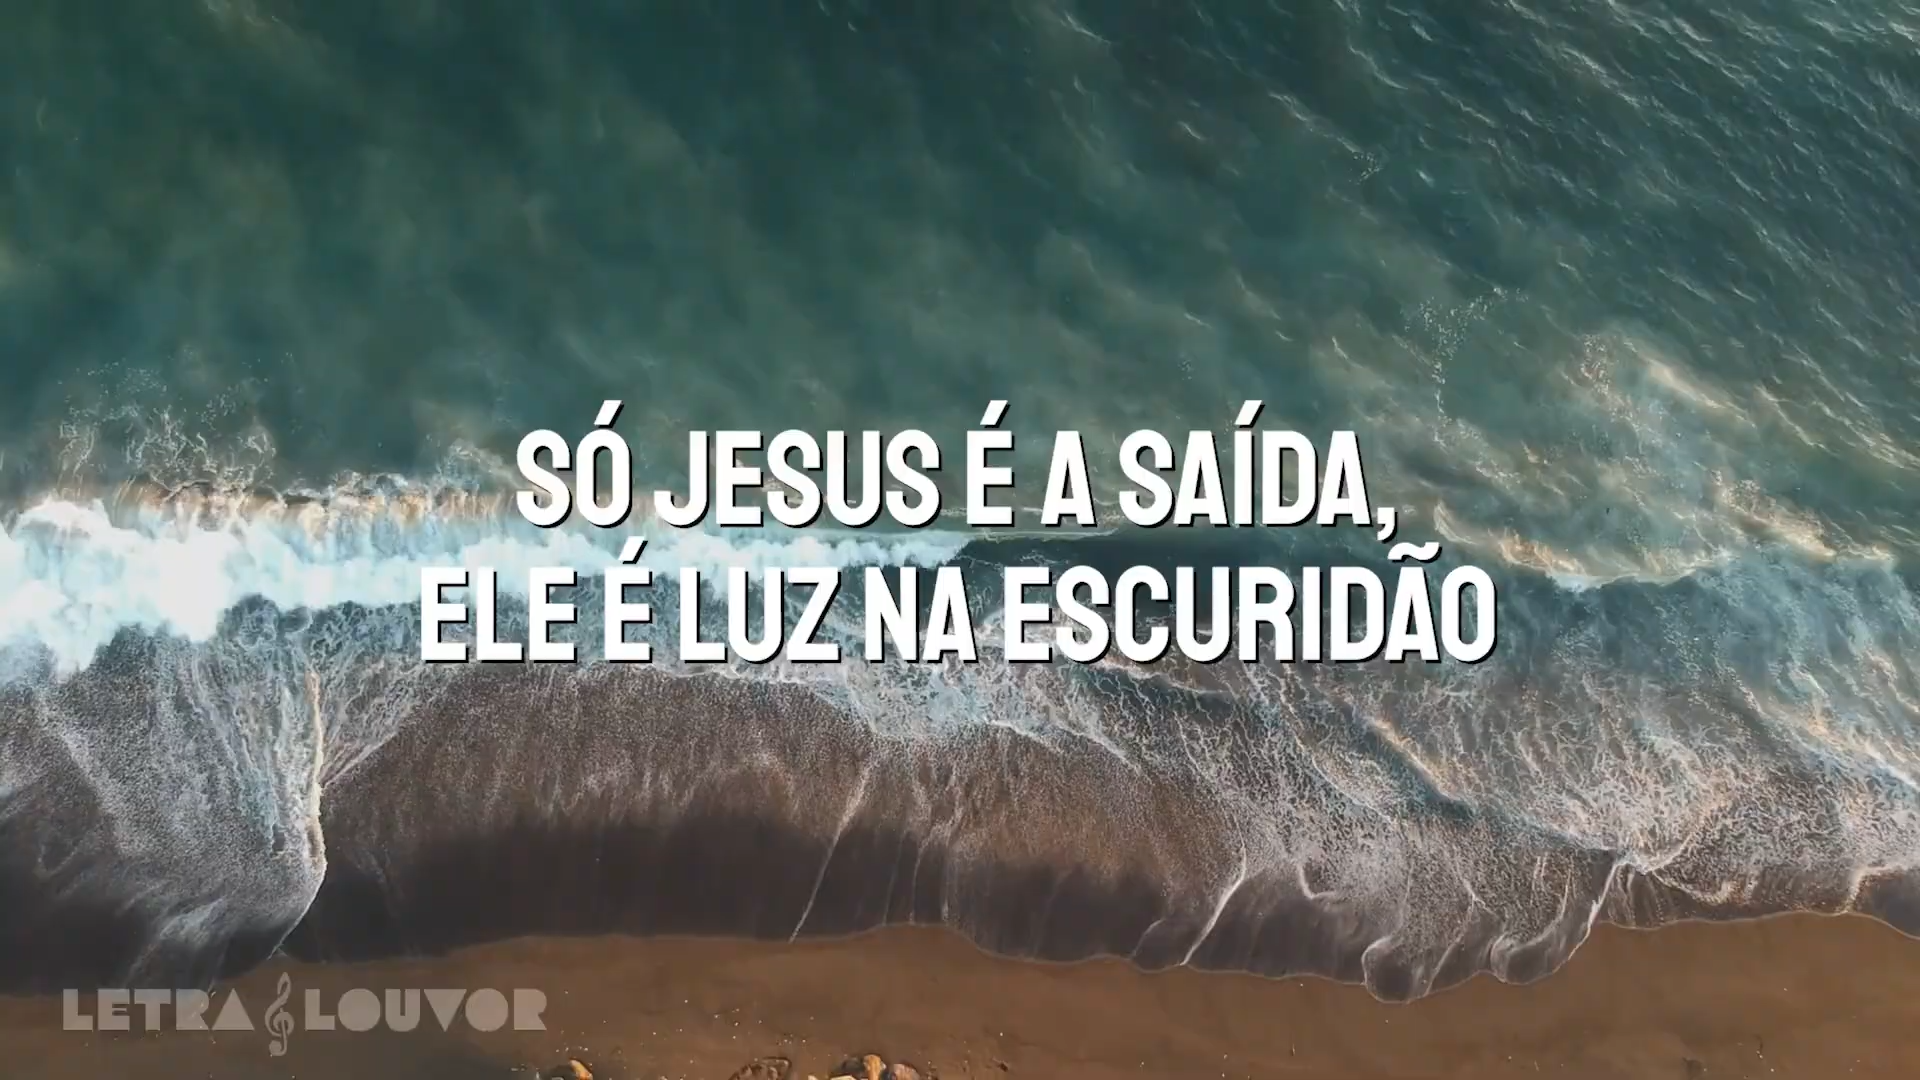 SÓ JESUS É A SAÍDA,
ELE É LUZ NA ESCURIDÃO
LETRA LOUVOR